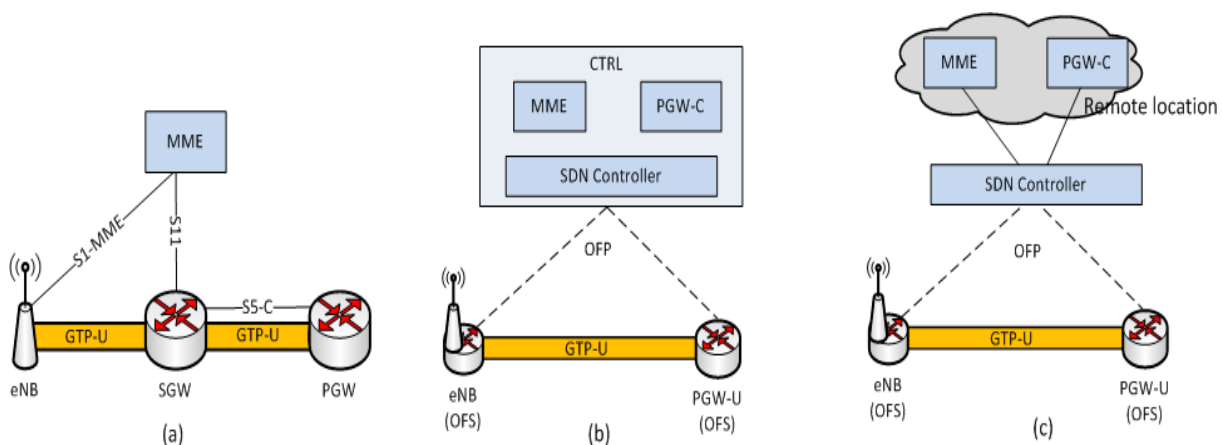 MME
S1-MME
S11
S5-C
GTP-U
GTP-U
eNB
SGW
PGW
(a)
CTRL
MME
PGW-C
SDN Controller
OFP
GTP-U
eNB
(OFS)
PGW-U
(OFS)
(b)
MME
PGW-C
Remote location
SDN Controller
OFP
GTP-U
eNB
(OFS)
PGW-U
(OFS)
(c)